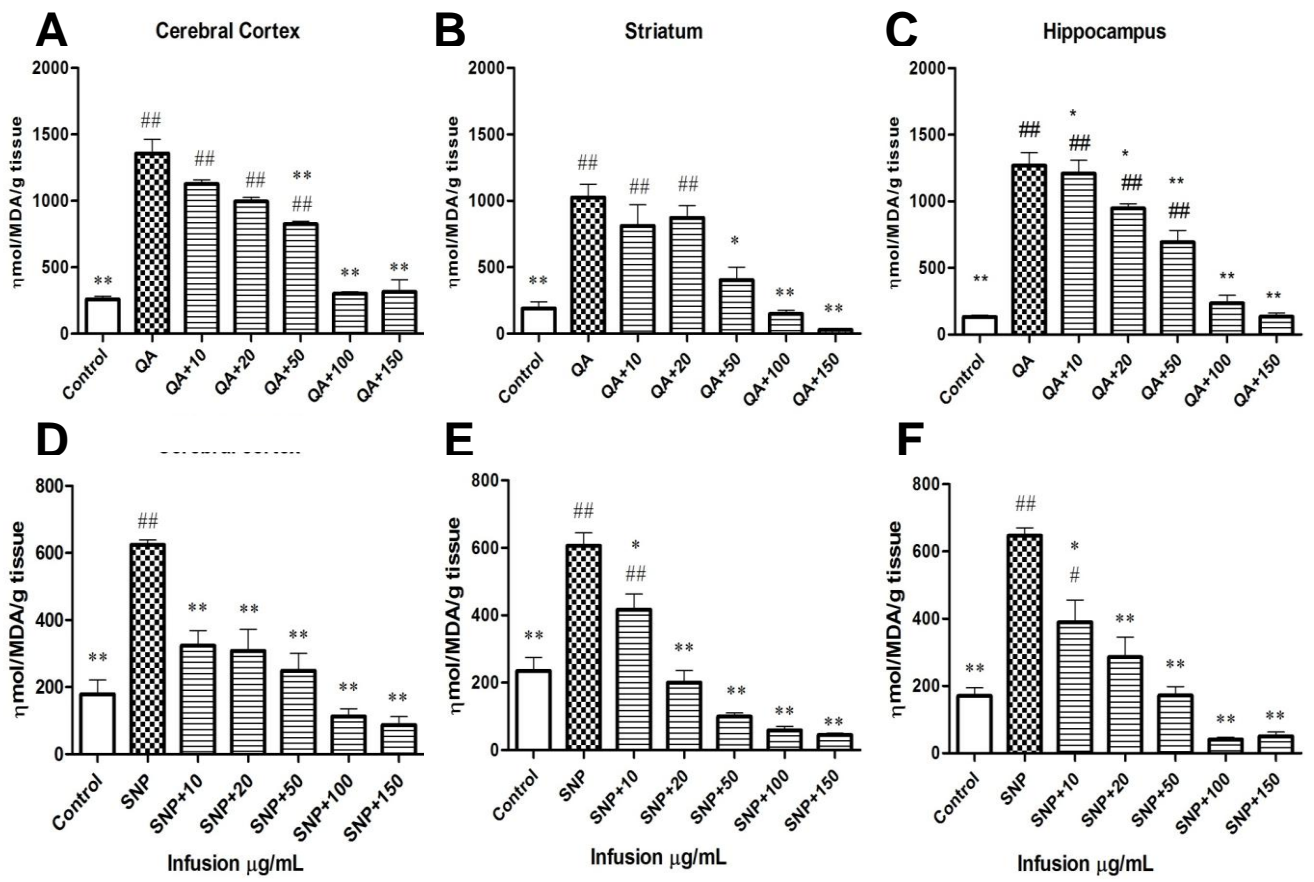 A
Cerebral Cortex
ηmol/MDA/g tissue
2000
1500
1000
500
0
**
##
##
##
**
##
**
**
Control
QA
QA+10
QA+20
QA+50
QA+100
QA+150
B
Striatum
ηmol/MDA/g tissue
2000
1500
1000
500
0
**
##
##
##
*
**
**
Control
QA
QA+10
QA+20
QA+50
QA+100
QA+150
C
Hippocampus
ηmol/MDA/g tissue
2000
1500
1000
500
0
**
##
*
##
*
##
**
##
**
**
Control
QA
QA+10
QA+20
QA+50
QA+100
QA+150
D
ηmol/MDA/g tissue
800
600
400
200
0
**
##
**
**
**
**
**
Control
SNP
SNP+10
SNP+20
SNP+50
SNP+100
SNP+150
Infusion μg/mL
E
ηmol/MDA/g tissue
800
600
400
200
0
**
##
*
##
**
**
**
**
Control
SNP
SNP+10
SNP+20
SNP+50
SNP+100
SNP+150
Infusion μg/mL
F
ηmol/MDA/g tissue
800
600
400
200
0
**
##
*
#
**
**
**
**
Control
SNP
SNP+10
SNP+20
SNP+50
SNP+100
SNP+150
Infusion μg/mL